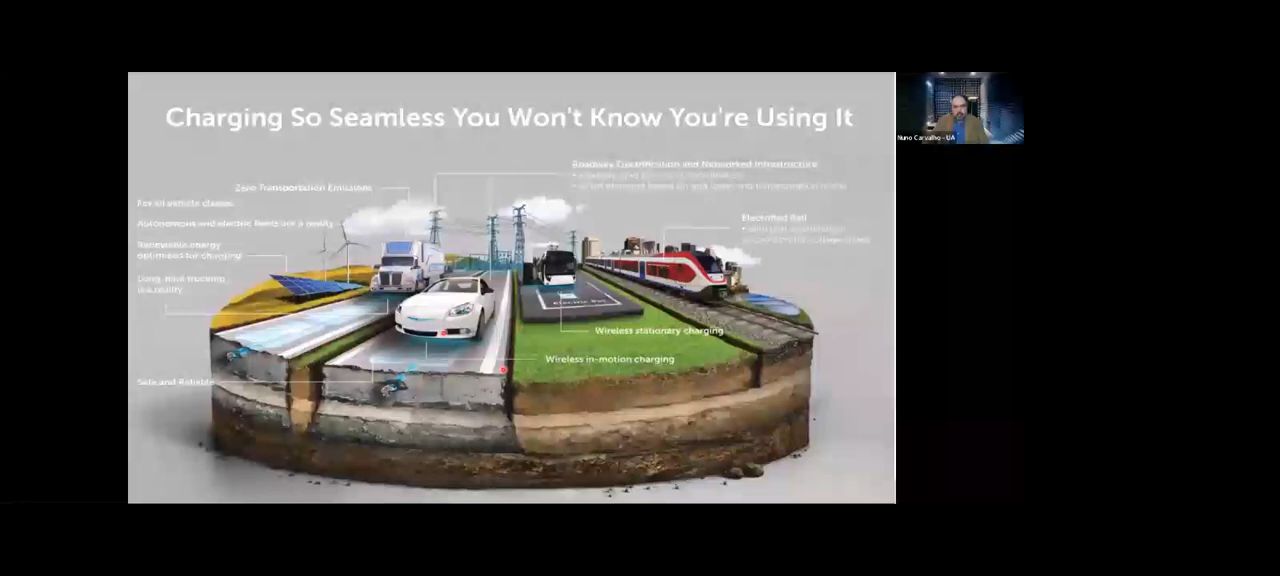 Charging So Seamless You Won't Know You're Using It
Roadway Electrification and Networked Infrastructure
Zero Transportation Emissions
For all vehicle classes
Autonomous and electric fleets are a reality
Electrified Rail
Renewable energy
optimized for charging
Long-haul trucking
is a reality
Electric Bus
Wireless stationary charging
Wireless in-motion charging
Safe and Reliable
Nuno Carvalho - UA